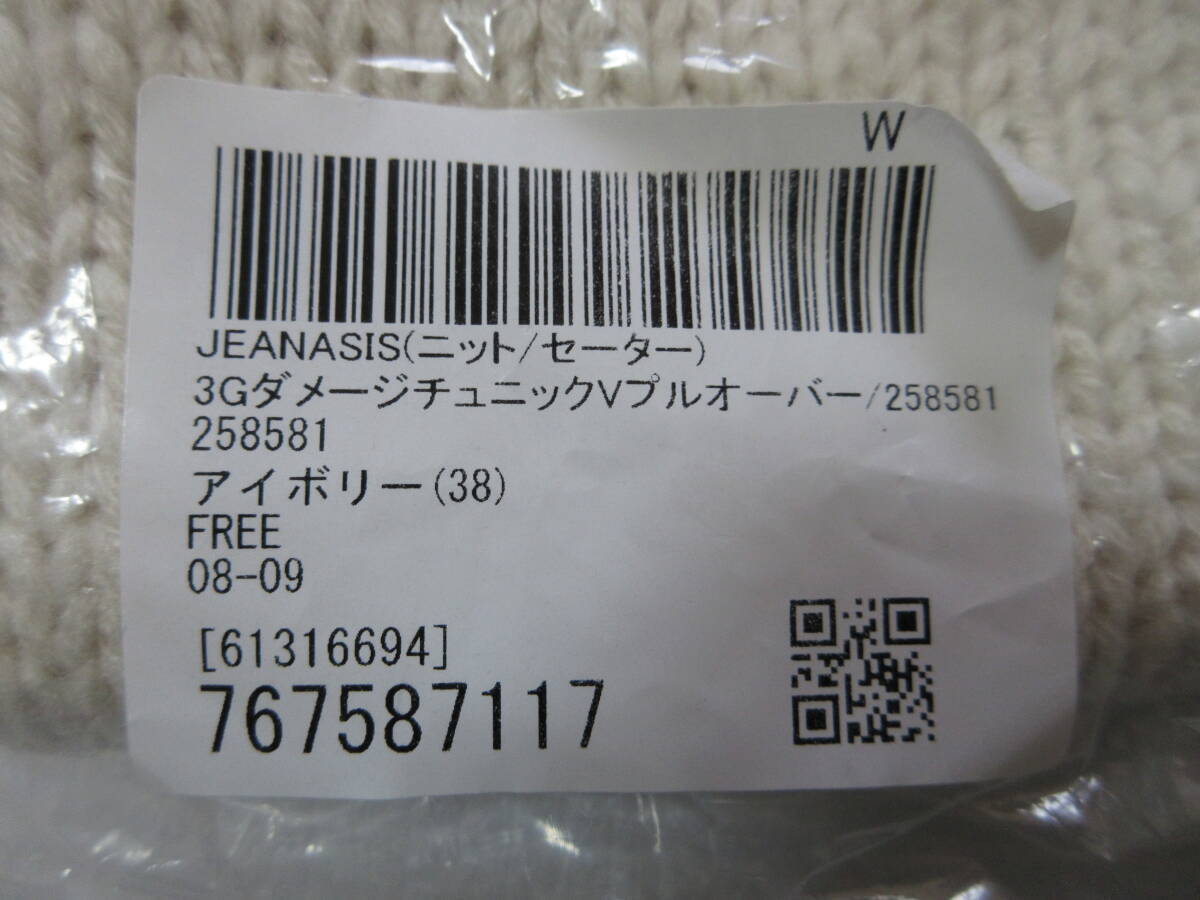 W
JEANASIS(ニット/セーター)
3GダメージチュニックVプルオーバー/258581
258581
アイボリー(38)
FREE
08-09
[61316694]
767587117